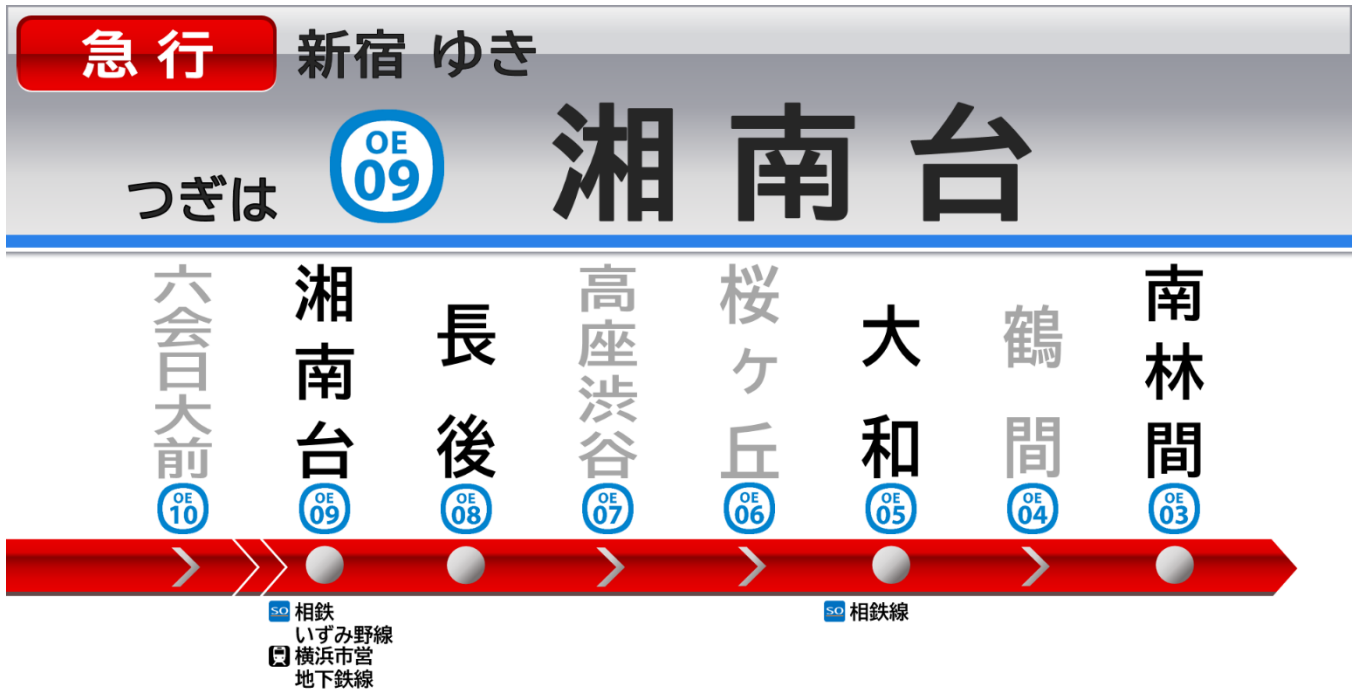 急行 新宿 ゆき
つぎは OE 09 湘南台
六会日大前
湘南台
長後
高座渋谷
桜ヶ丘
大和
鶴間
南林間
OE 10
OE 09
OE 08
OE 07
OE 06
OE 05
OE 04
OE 03
SO 相鉄
いずみ野線
横浜市営
地下鉄線
SO 相鉄線